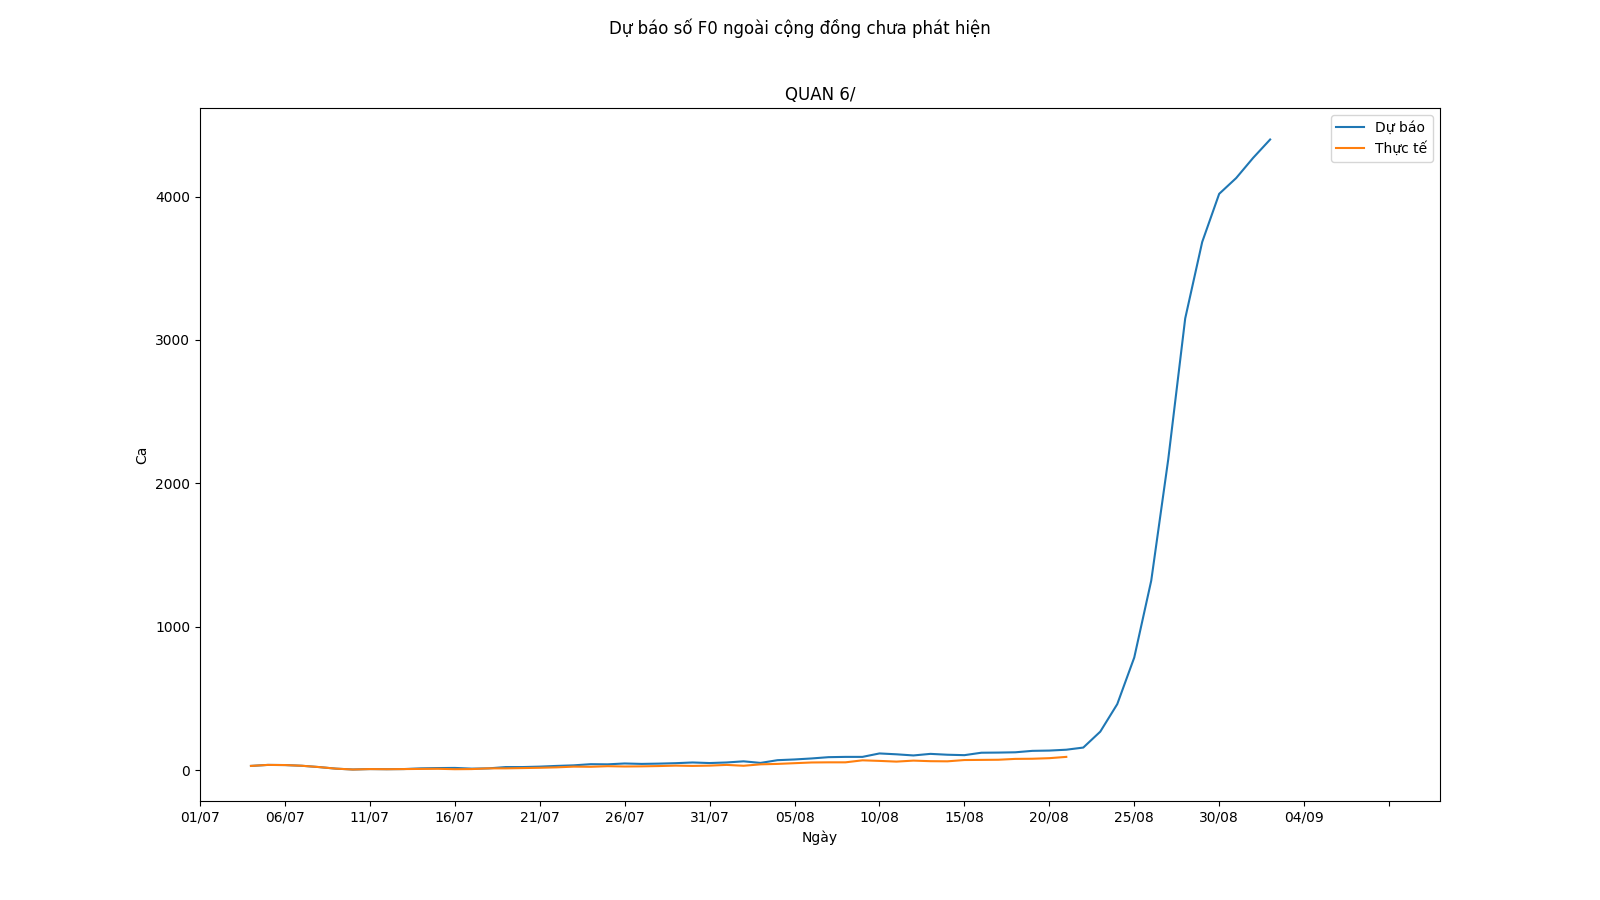 Dự báo số F0 ngoài cộng đồng chưa phát hiện
QUAN 6/
Dự báo
Thực tế
4000
3000
2000
1000
0
Ca
01/07 06/07 11/07 16/07 21/07 26/07 31/07 05/08 10/08 15/08 20/08 25/08 30/08 04/09
Ngày